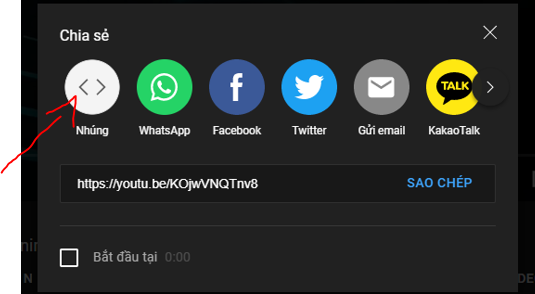 Chia sẻ
TALK
Nhúng WhatsApp Facebook Twitter Gửi email KakaoTalk
https://youtu.be/KOjwVNQTnv8 SAO CHÉP
Bắt đầu tại 0:00